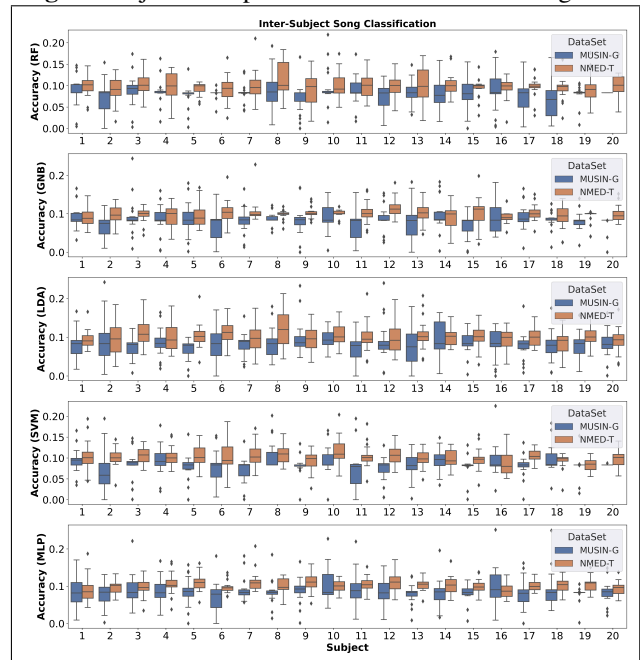 Inter-Subject Song Classification
Accuracy (RF)
0.20
0.15
0.10
0.05
0.00
DataSet
MUSIN-G
NMED-T
1 2 3 4 5 6 7 8 9 10 11 12 13 14 15 16 17 18 19 20
Accuracy (GNB)
0.2
0.1
0.0
DataSet
MUSIN-G
NMED-T
1 2 3 4 5 6 7 8 9 10 11 12 13 14 15 16 17 18 19 20
Accuracy (LDA)
0.2
0.1
0.0
DataSet
MUSIN-G
NMED-T
1 2 3 4 5 6 7 8 9 10 11 12 13 14 15 16 17 18 19 20
Accuracy (SVM)
0.20
0.15
0.10
0.05
0.00
DataSet
MUSIN-G
NMED-T
1 2 3 4 5 6 7 8 9 10 11 12 13 14 15 16 17 18 19 20
Accuracy (MLP)
0.2
0.1
0.0
DataSet
MUSIN-G
NMED-T
1 2 3 4 5 6 7 8 9 10 11 12 13 14 15 16 17 18 19 20
Subject